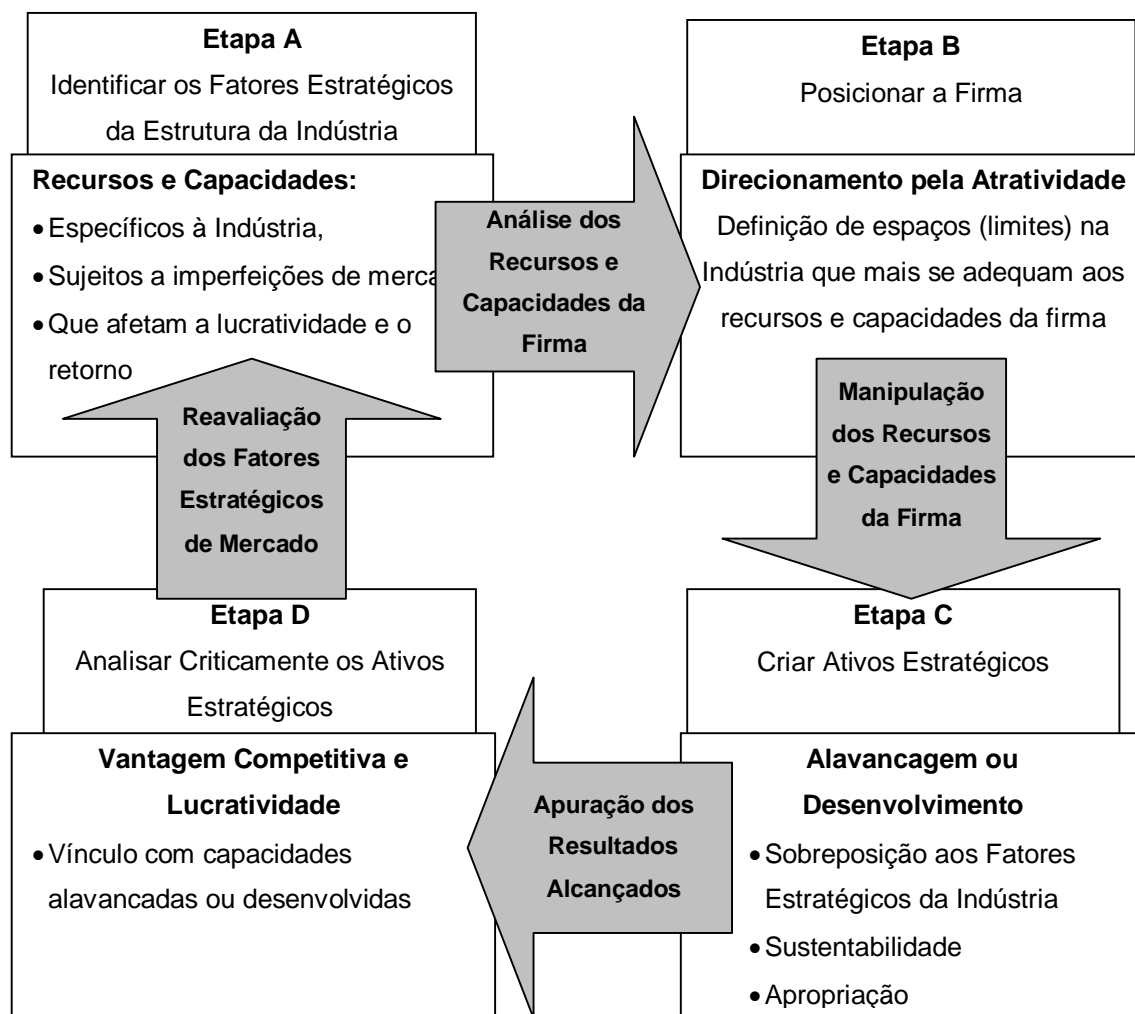 Etapa A
Identificar os Fatores Estratégicos
da Estrutura da Indústria
Recursos e Capacidades:
• Específicos à Indústria,
• Sujeitos a imperfeições de merca
• Que afetam a lucratividade e o
retorno
Análise dos
Recursos e
Capacidades da
Firma
Etapa B
Posicionar a Firma
Direcionamento pela Atratividade
Definição de espaços (limites) na
Indústria que mais se adequam aos
recursos e capacidades da firma
Manipulação
dos Recursos
e Capacidades
da Firma
Etapa C
Criar Ativos Estratégicos
Alavancagem ou
Desenvolvimento
• Sobreposição aos Fatores
Estratégicos da Indústria
• Sustentabilidade
• Apropriação
Apuração dos
Resultados
Alcançados
Etapa D
Analisar Criticamente os Ativos
Estratégicos
Vantagem Competitiva e
Lucratividade
• Vínculo com capacidades
alavancadas ou desenvolvidas
Reavaliação
dos Fatores
Estratégicos
de Mercado